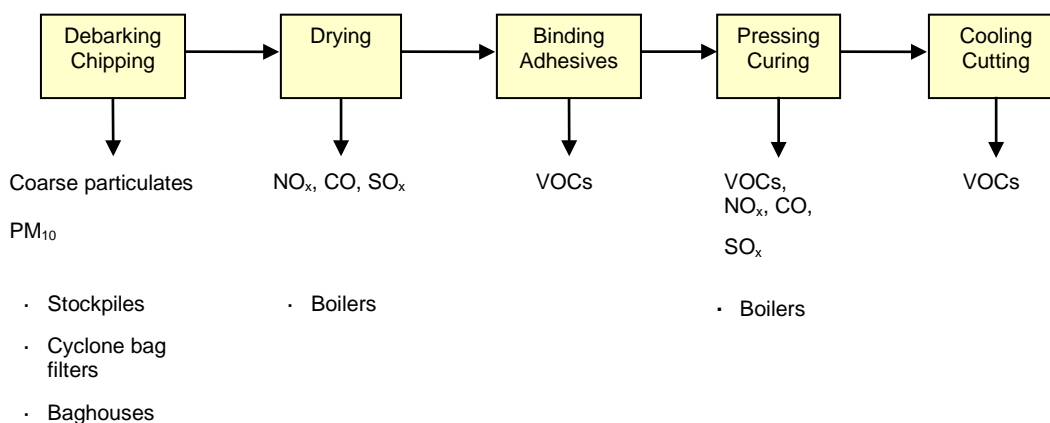 Debarking
Chipping
Drying
Binding
Adhesives
Pressing
Curing
Cooling
Cutting
Coarse particulates
PM₁₀
NOₓ, CO, SOₓ
VOCs
VOCs,
NOₓ, CO,
SOₓ
VOCs
· Stockpiles
· Cyclone bag
filters
· Baghouses
· Boilers
· Boilers